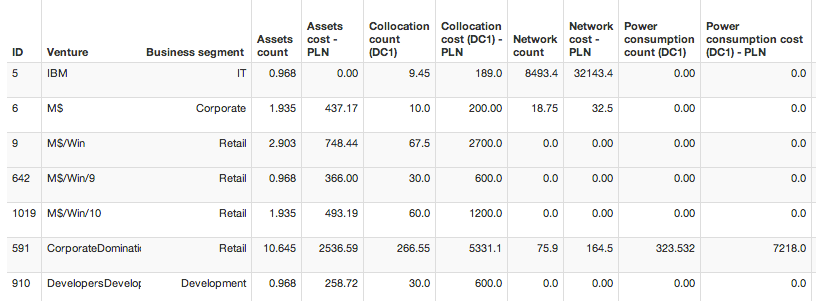 ID Venture Business segment Assets count Assets cost - PLN Collocation count (DC1) Collocation cost (DC1) - PLN Network count Network cost - PLN Power consumption count (DC1) Power consumption cost (DC1) - PLN
5 IBM IT 0.968 0.00 9.45 189.0 8493.4 32143.4 0.00 0.0
6 M$ Corporate 1.935 437.17 10.0 200.00 18.75 32.5 0.00 0.0
9 M$/Win Retail 2.903 748.44 67.5 2700.0 0.0 0.00 0.00 0.0
642 M$/Win/9 Retail 0.968 366.00 30.0 600.0 0.0 0.00 0.00 0.0
1019 M$/Win/10 Retail 1.935 493.19 60.0 1200.0 0.0 0.00 0.00 0.0
591 CorporateDominati Retail 10.645 2536.59 266.55 5331.1 75.9 164.5 323.532 7218.0
910 DevelopersDevelop Development 0.968 258.72 30.0 600.0 0.0 0.00 0.00 0.0